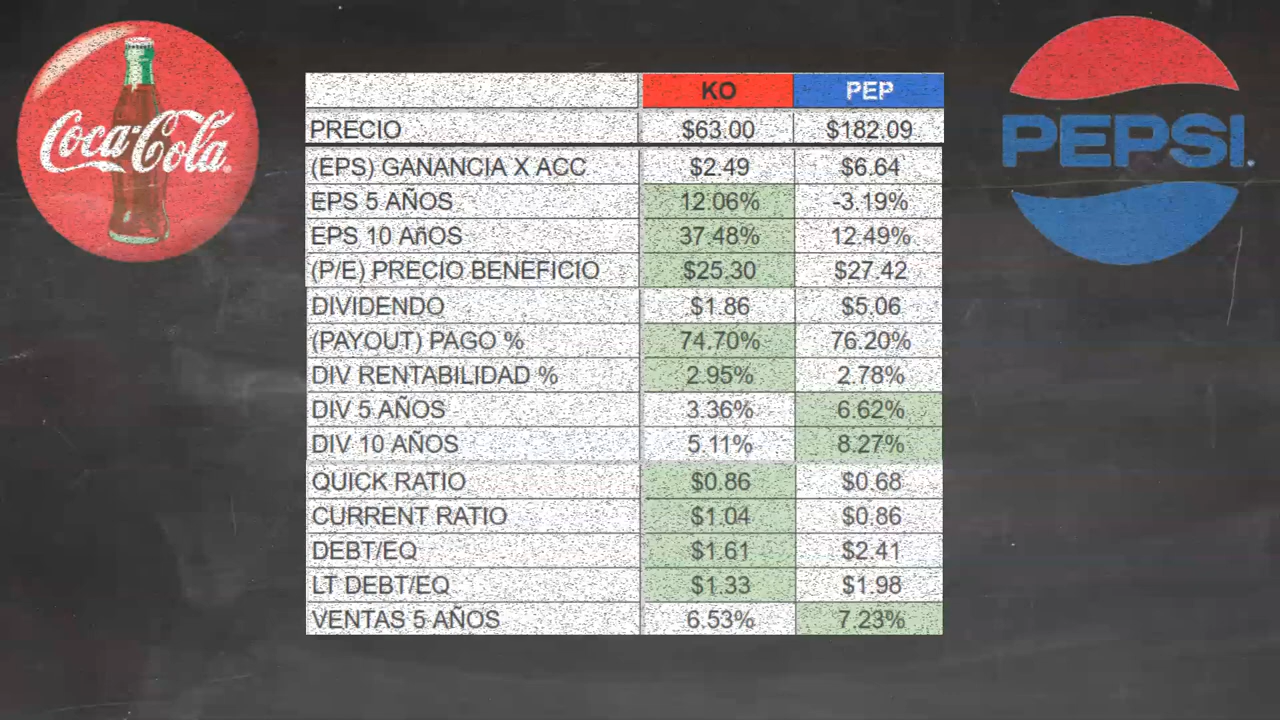 Coca-Cola
KO PEP
PRECIO $63.00 $182.09
(EPS) GANANCIA X ACC $2.49 $6.64
EPS 5 AÑOS 12.06% -3.19%
EPS 10 AñOS 37.48% 12.49%
(P/E) PRECIO BENEFICIO $25.30 $27.42
DIVIDENDO $1.86 $5.06
(PAYOUT) PAGO % 74.70% 76.20%
DIV RENTABILIDAD % 2.95% 2.78%
DIV 5 AÑOS 3.36% 6.62%
DIV 10 AÑOS 5.11% 8.27%
QUICK RATIO $0.86 $0.68
CURRENT RATIO $1.04 $0.86
DEBT/EQ $1.61 $2.41
LT DEBT/EQ $1.33 $1.98
VENTAS 5 AÑOS 6.53% 7.23%
PEPSI.